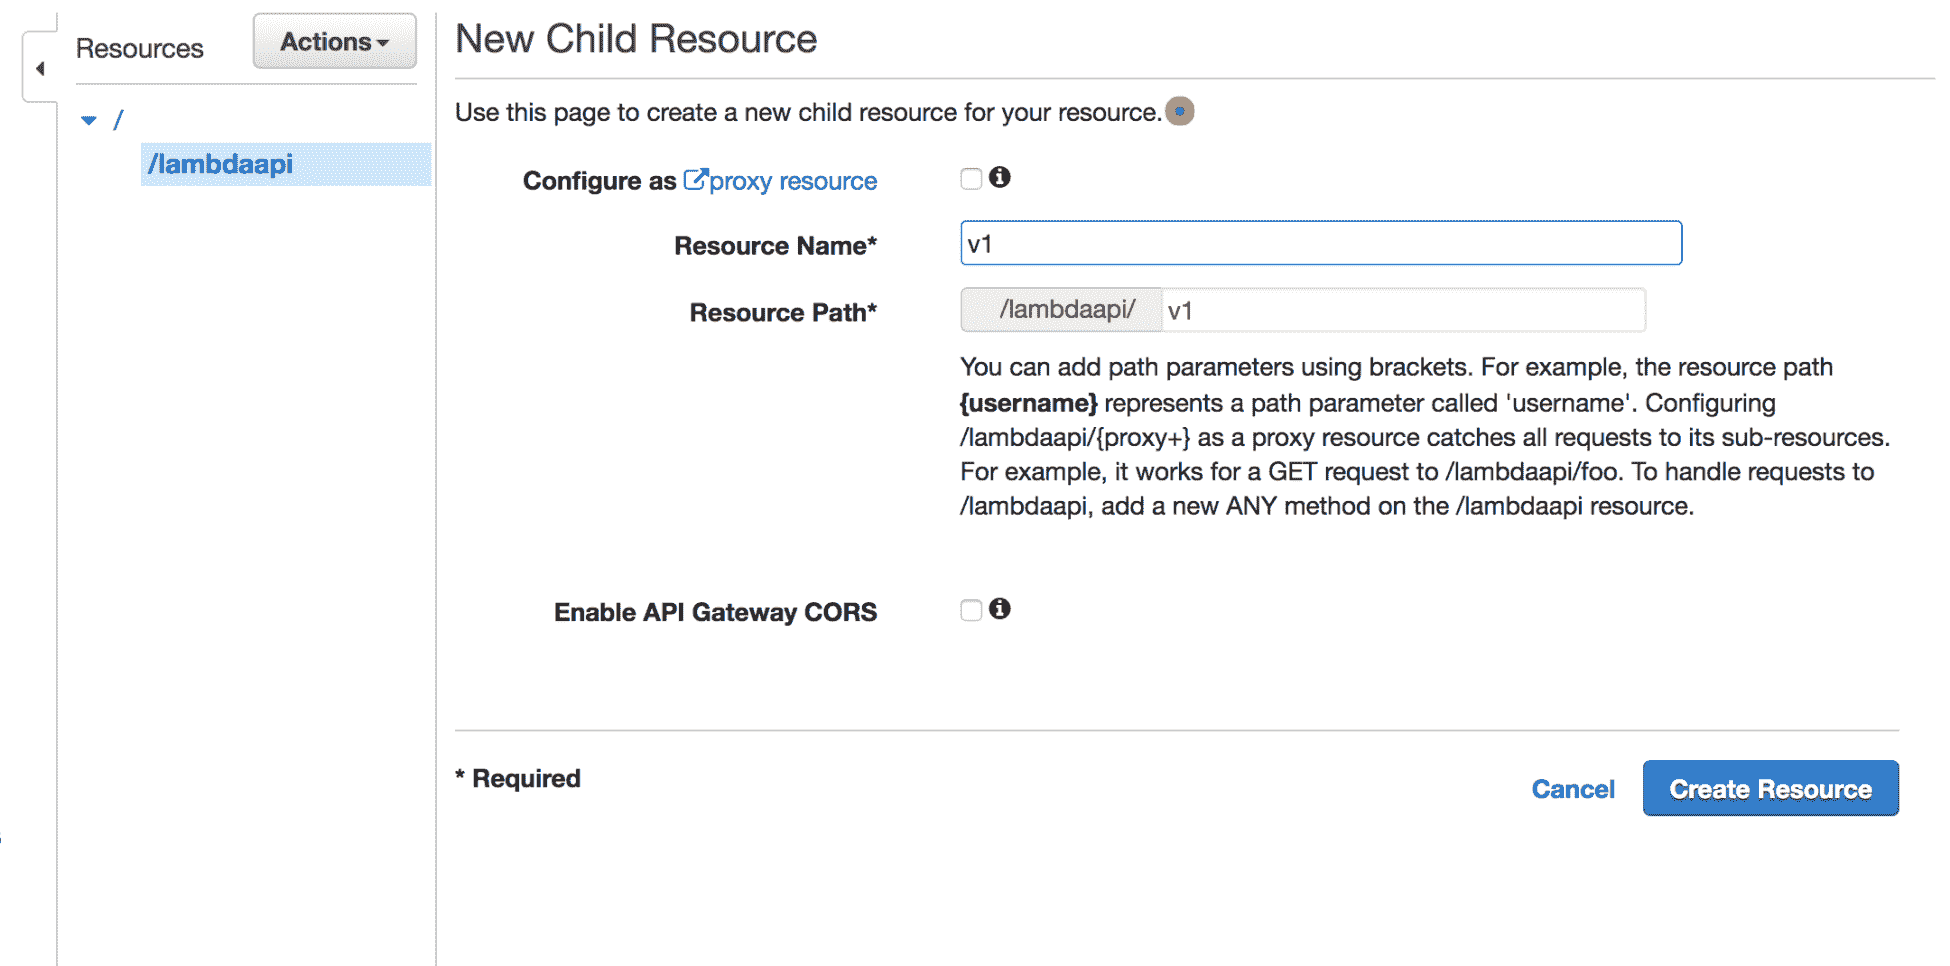 Resources
Actions
/
/lambdaapi
New Child Resource
Use this page to create a new child resource for your resource.
Configure as proxy resource
Resource Name*
v1
Resource Path*
/lambdaapi/ v1
You can add path parameters using brackets. For example, the resource path
{username} represents a path parameter called 'username'. Configuring
/lambdaapi/{proxy+} as a proxy resource catches all requests to its sub-resources.
For example, it works for a GET request to /lambdaapi/foo. To handle requests to
/lambdaapi, add a new ANY method on the /lambdaapi resource.
Enable API Gateway CORS
* Required
Cancel
Create Resource